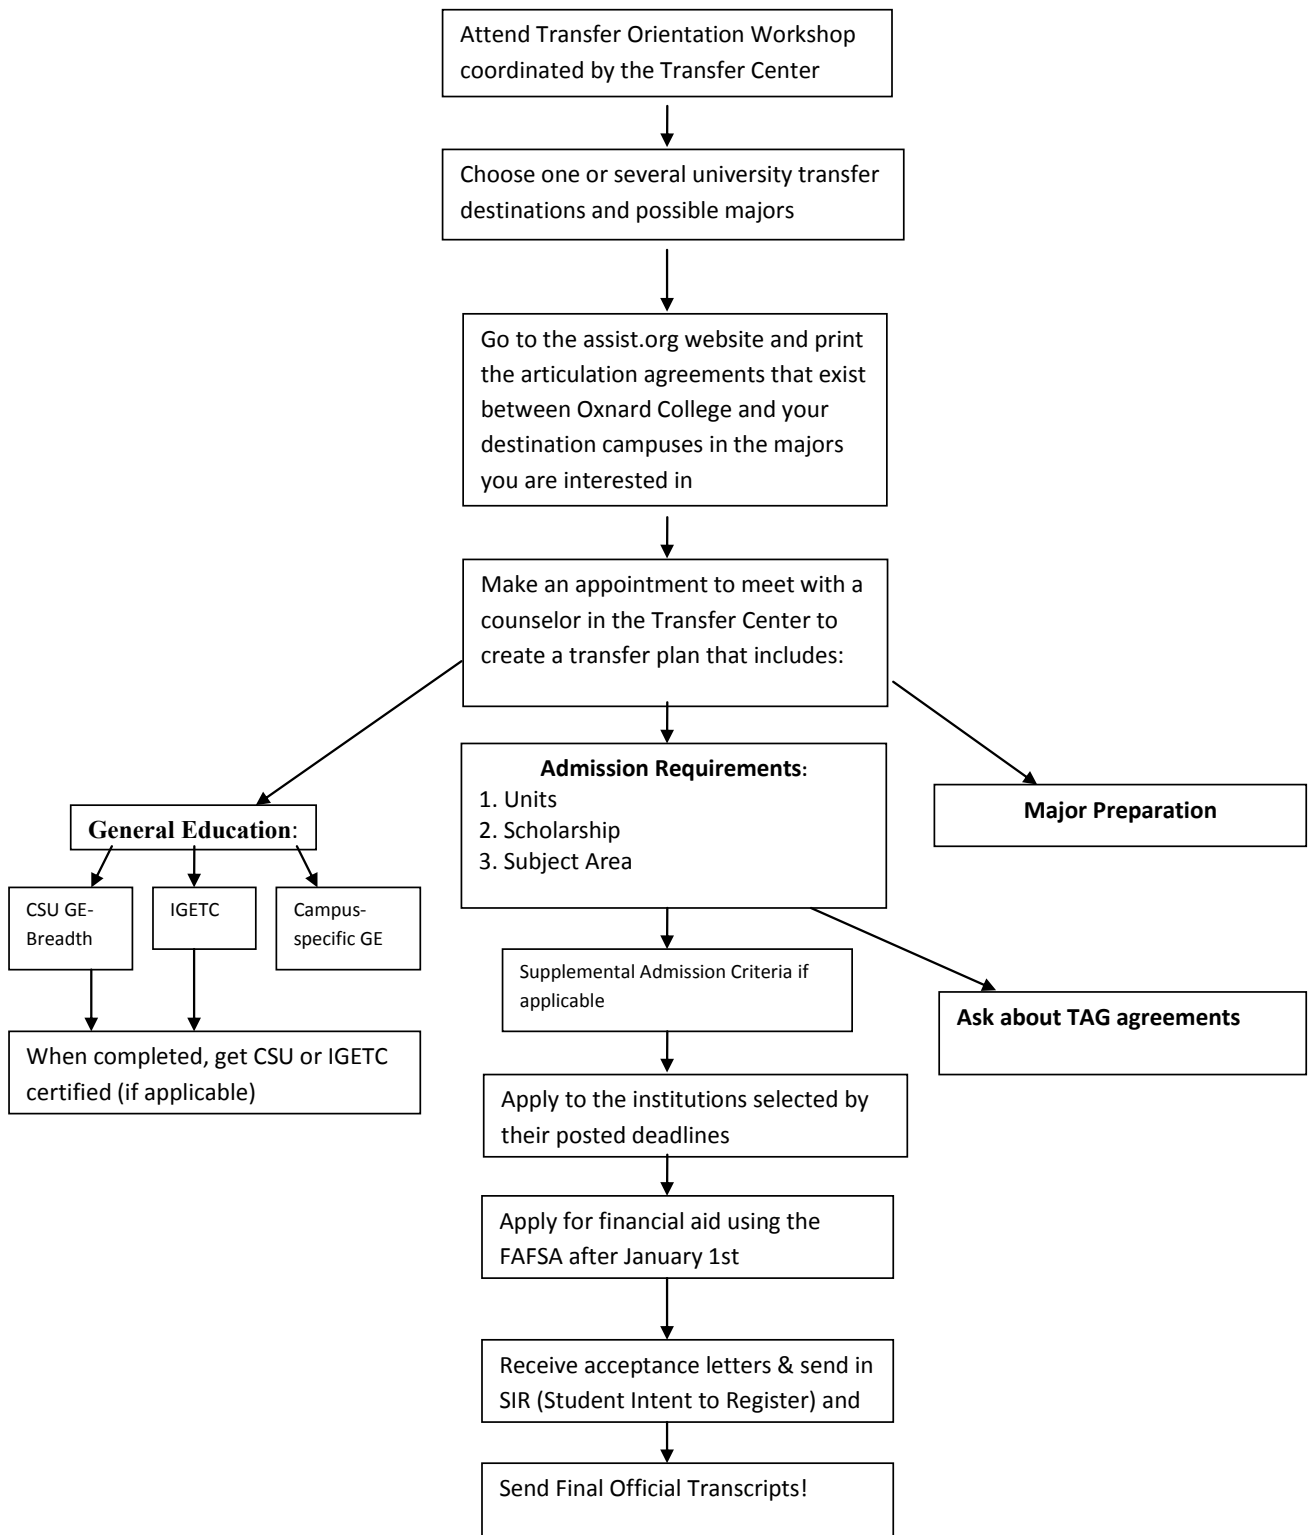 Attend Transfer Orientation Workshop
coordinated by the Transfer Center
Choose one or several university transfer
destinations and possible majors
Go to the assist.org website and print
the articulation agreements that exist
between Oxnard College and your
destination campuses in the majors
you are interested in
Make an appointment to meet with a
counselor in the Transfer Center to
create a transfer plan that includes:
General Education:
CSU GE-
Breadth
IGETC
Campus-
specific GE
When completed, get CSU or IGETC
certified (if applicable)
Admission Requirements:
1. Units
2. Scholarship
3. Subject Area
Major Preparation
Supplemental Admission Criteria if
applicable
Ask about TAG agreements
Apply to the institutions selected by
their posted deadlines
Apply for financial aid using the
FAFSA after January 1st
Receive acceptance letters & send in
SIR (Student Intent to Register) and
Send Final Official Transcripts!